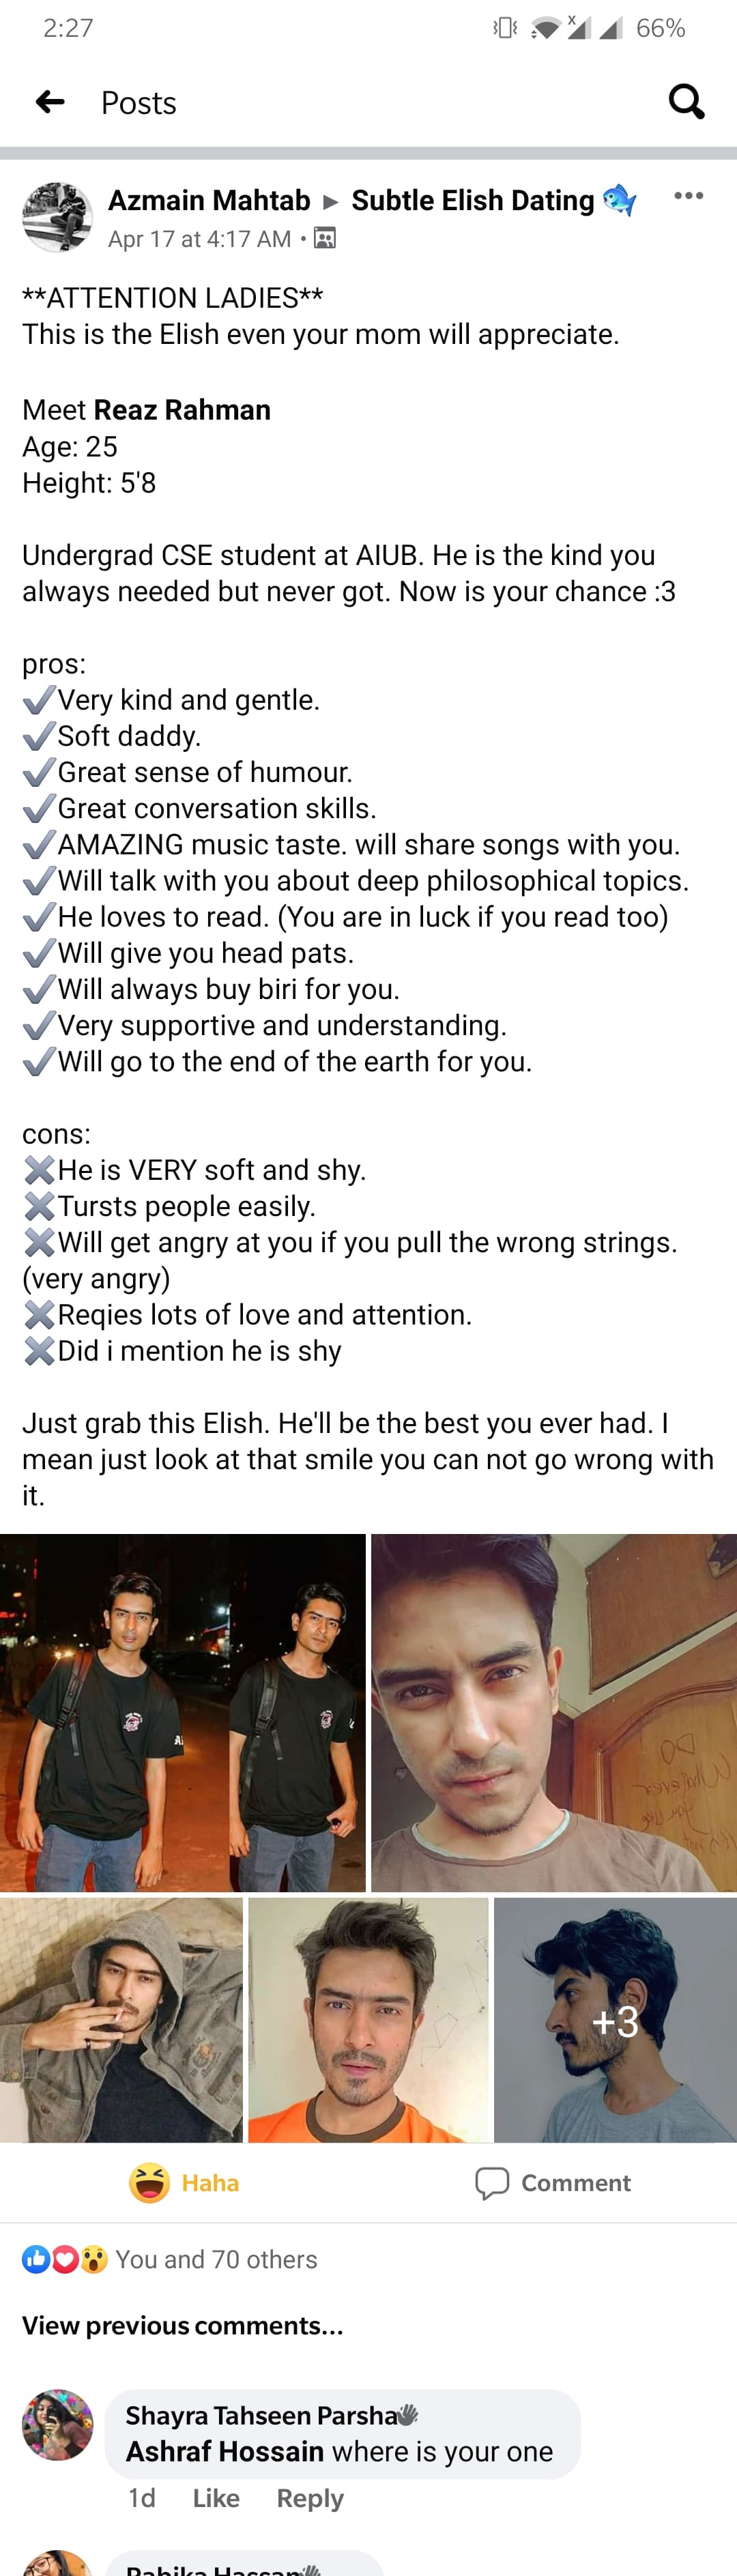 2:27
x
66%
Posts
Azmain Mahtab ▸ Subtle Elish Dating 🐟
Apr 17 at 4:17 AM •
**ATTENTION LADIES**
This is the Elish even your mom will appreciate.
Meet Reaz Rahman
Age: 25
Height: 5'8
Undergrad CSE student at AIUB. He is the kind you
always needed but never got. Now is your chance :3
pros:
✔Very kind and gentle.
✔Soft daddy.
✔Great sense of humour.
✔Great conversation skills.
✔AMAZING music taste. will share songs with you.
✔Will talk with you about deep philosophical topics.
✔He loves to read. (You are in luck if you read too)
✔Will give you head pats.
✔Will always buy biri for you.
✔Very supportive and understanding.
✔Will go to the end of the earth for you.
cons:
✖He is VERY soft and shy.
✖Tursts people easily.
✖Will get angry at you if you pull the wrong strings.
(very angry)
✖Reqies lots of love and attention.
✖Did i mention he is shy
Just grab this Elish. He'll be the best you ever had. I
mean just look at that smile you can not go wrong with
it.
DO
Whatever
you like
+3
Haha
Comment
You and 70 others
View previous comments...
Shayra Tahseen Parsha
Ashraf Hossain where is your one
1d Like Reply